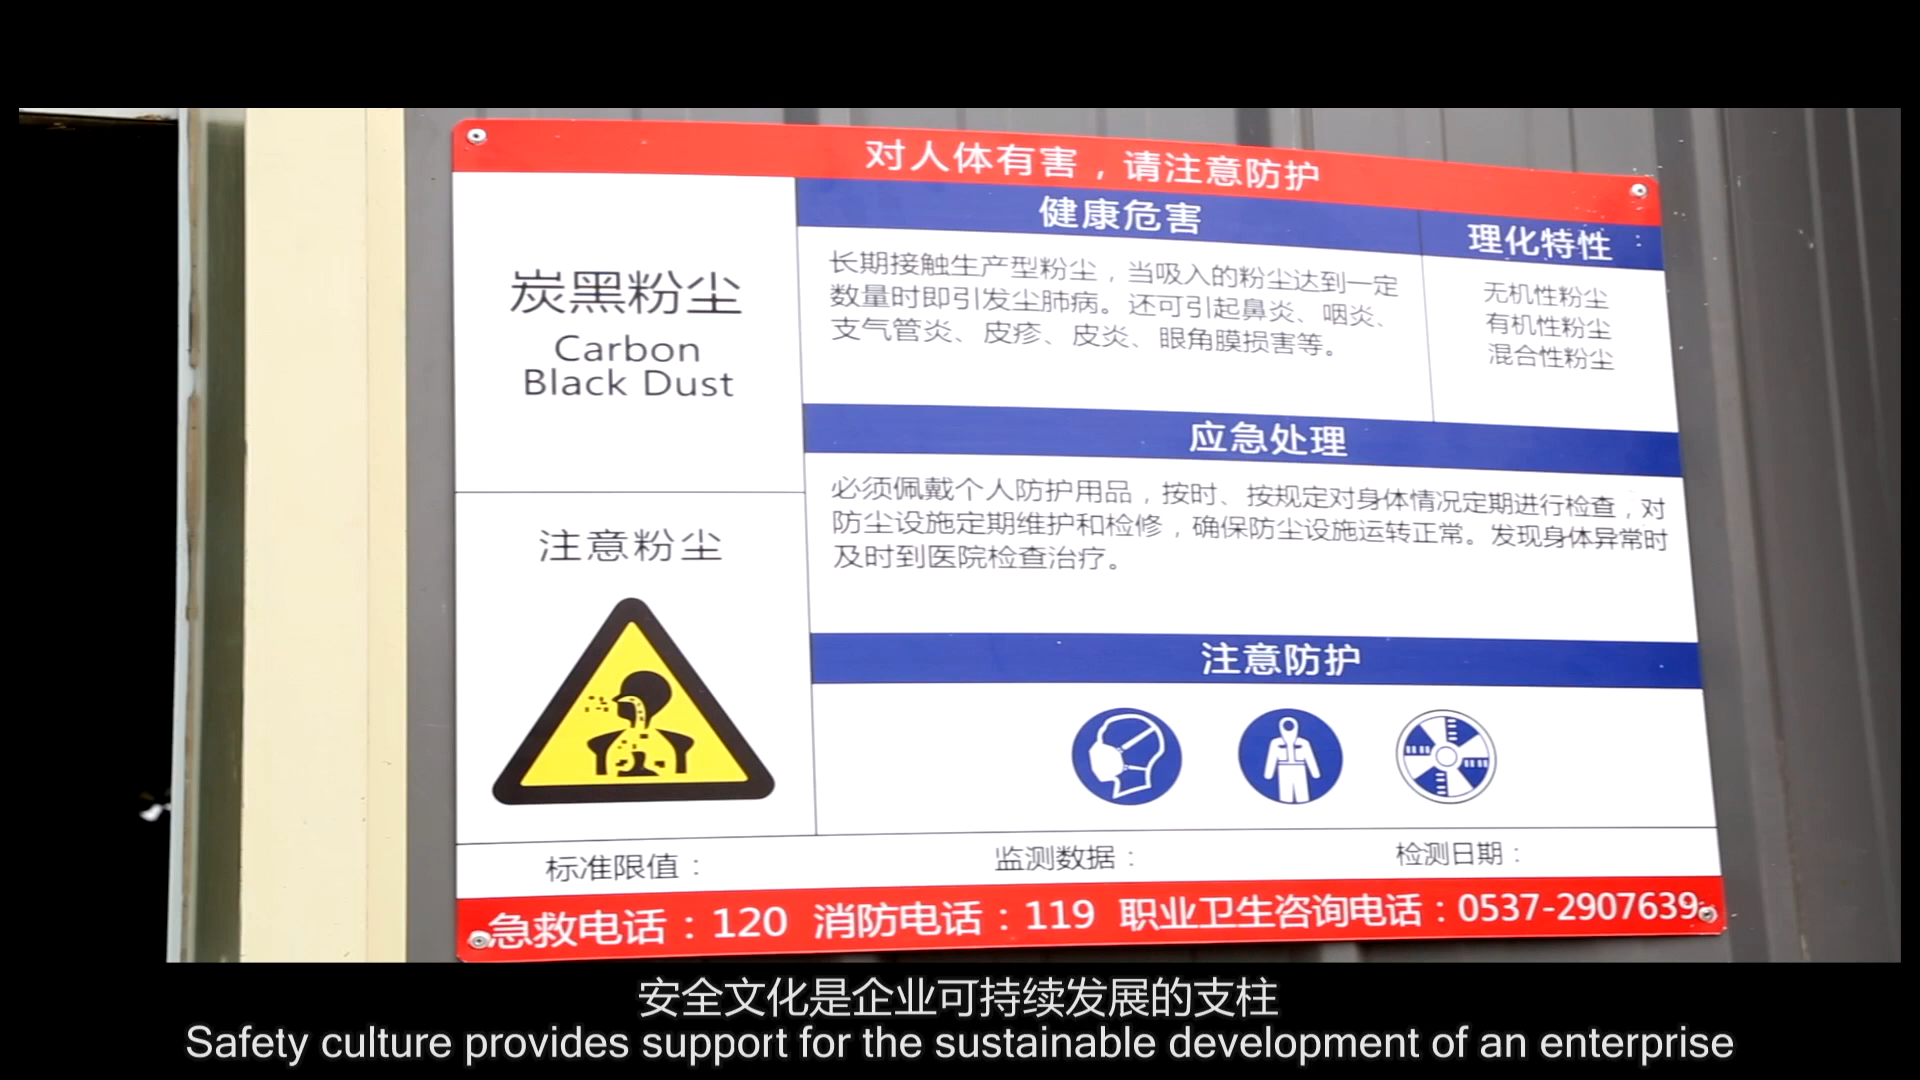 对人体有害，请注意防护
炭黑粉尘
Carbon
Black Dust
健康危害
长期接触生产型粉尘，当吸入的粉尘达到一定
数量时即引发尘肺病。还可引起鼻炎、咽炎、
支气管炎、皮疹、皮炎、眼角膜损害等。
理化特性：
无机性粉尘
有机性粉尘
混合性粉尘
应急处理
必须佩戴个人防护用品，按时、按规定对身体情况定期进行检查，对
防尘设施定期维护和检修，确保防尘设施运转正常。发现身体异常时
及时到医院检查治疗。
注意粉尘
注意防护
标准限值：
监测数据：
检测日期：
急救电话：120 消防电话：119 职业卫生咨询电话：0537-2907639
安全文化是企业可持续发展的支柱
Safety culture provides support for the sustainable development of an enterprise